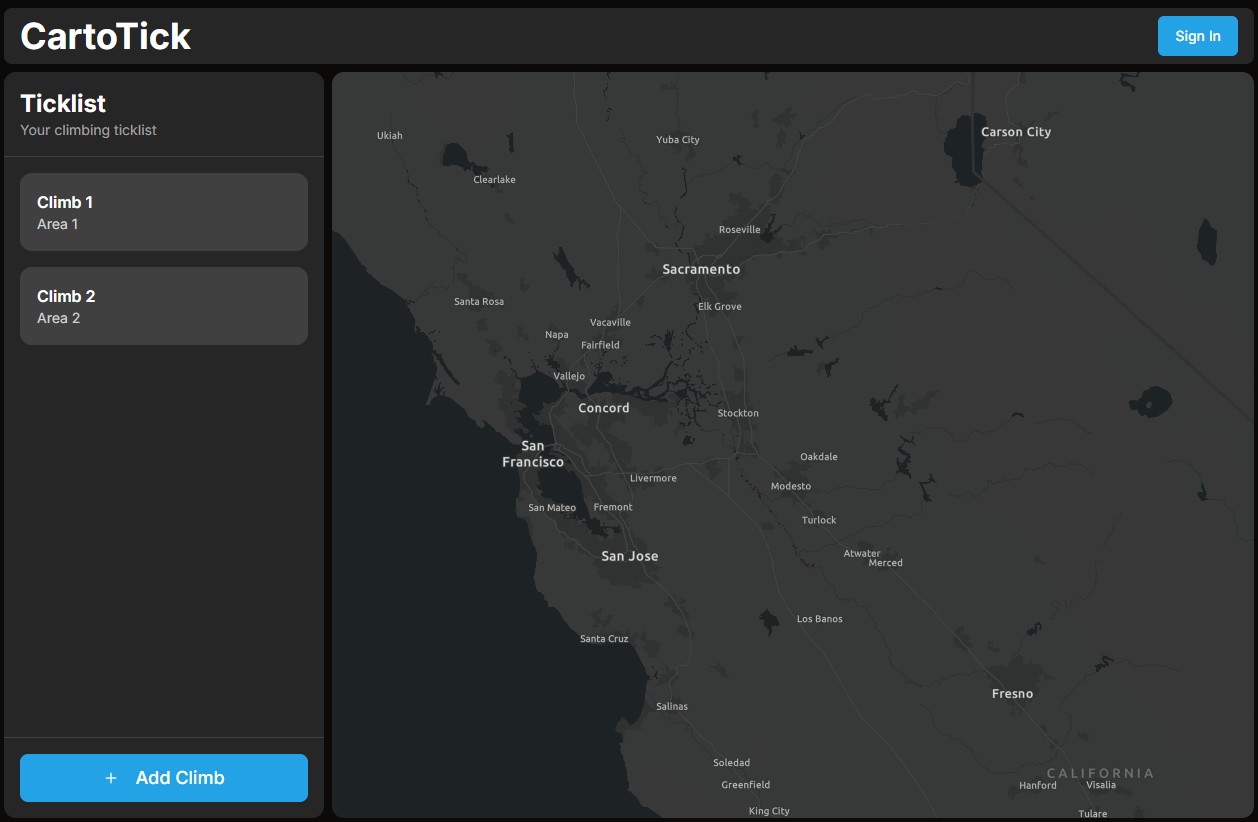 CartoTick
Sign In
Ticklist
Your climbing ticklist
Climb 1
Area 1
Climb 2
Area 2
+ Add Climb
Ukiah
Yuba City
Carson City
Clearlake
Roseville
Sacramento
Santa Rosa
Elk Grove
Vacaville
Napa
Fairfield
Vallejo
Concord
Stockton
San
Francisco
Oakdale
Livermore
Modesto
San Mateo
Fremont
Turlock
San Jose
Atwater
Merced
Los Banos
Santa Cruz
Fresno
Salinas
Soledad
CALIFORNIA
Greenfield
Hanford
Visalia
King City
Tulare